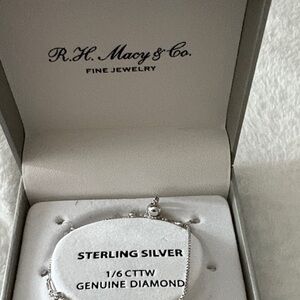 R.H. Macy & Co.
FINE JEWELRY
STERLING SILVER
1/6 CTTW
GENUINE DIAMOND